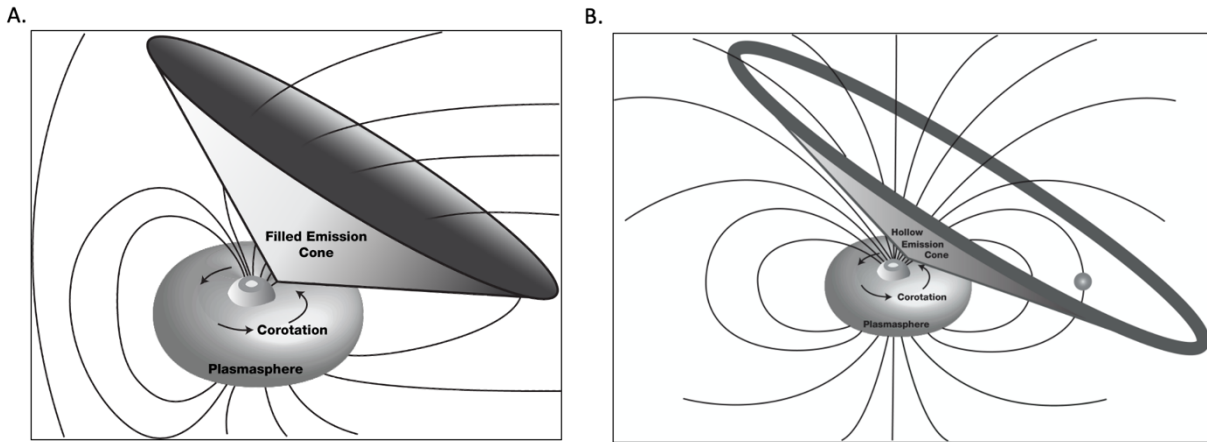 A.
Filled Emission
Cone
Corotation
Plasmasphere
B.
Hollow
Emission
Cone
Corotation
Plasmasphere